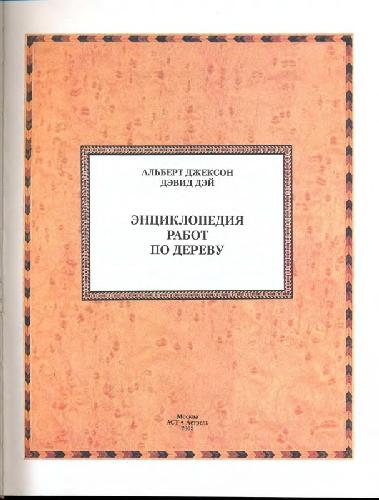 АЛЬБЕРТ ДЖЕКСОН
ДЭВИД ДЭЙ
ЭНЦИКЛОПЕДИЯ
РАБОТ
ПО ДЕРЕВУ
Москва
АСТ • Астрель